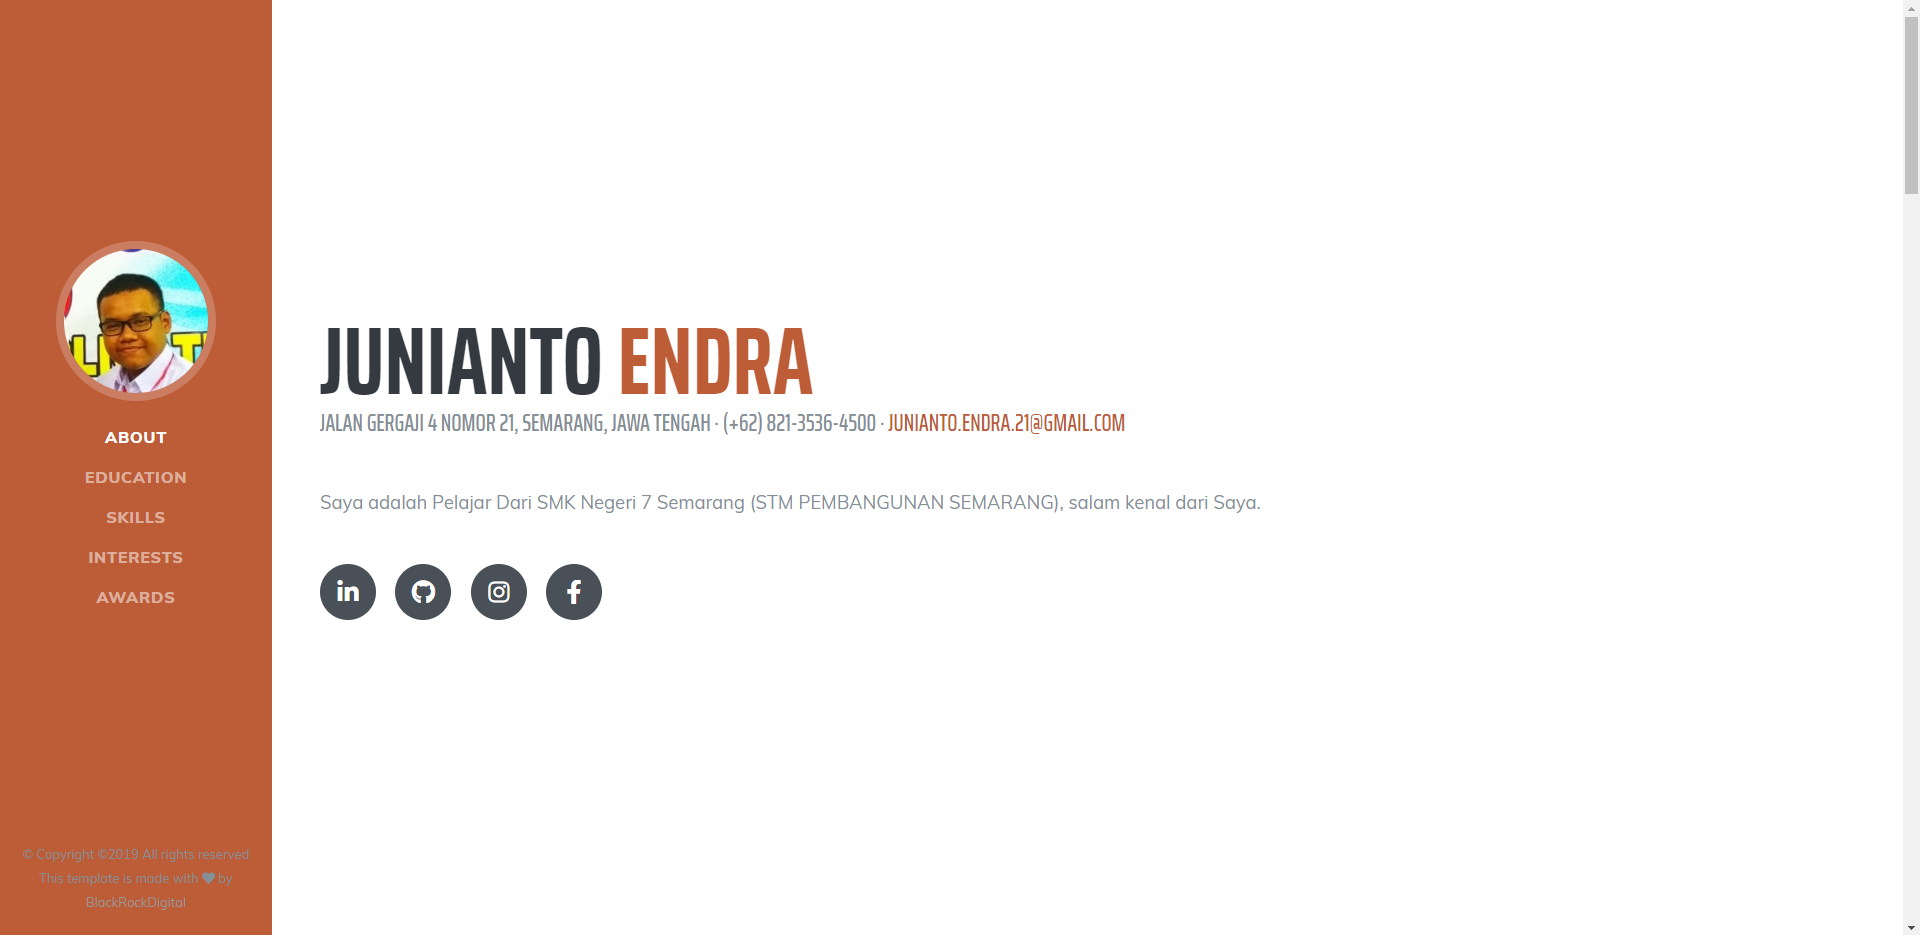 ABOUT
EDUCATION
SKILLS
INTERESTS
AWARDS
© Copyright ©2019 All rights reserved
This template is made with ♥ by
BlackRockDigital
JUNIANTO ENDRA
JALAN GERGAJI 4 NOMOR 21, SEMARANG, JAWA TENGAH · (+62) 821-3536-4500 · JUNIANTO.ENDRA.21@GMAIL.COM
Saya adalah Pelajar Dari SMK Negeri 7 Semarang (STM PEMBANGUNAN SEMARANG), salam kenal dari Saya.